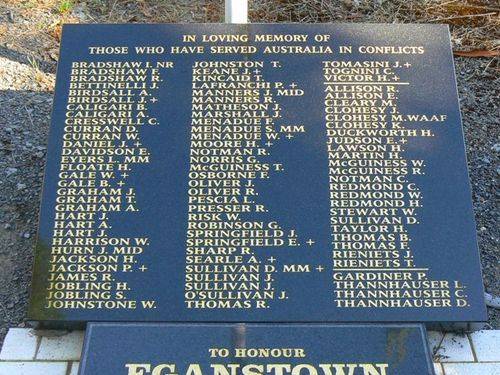 IN LOVING MEMORY OF
THOSE WHO HAVE SERVED AUSTRALIA IN CONFLICTS
BRADSHAW I. NR
BRADSHAW F.
BRADSHAW R.
BETTINELLI J.
BIRDSALL A.
BIRDSALL J. +
CALIGARI B.
CALIGARI A.
CRESSWELL C.
CURRAN D.
CURRAN W.
DANIEL J. +
DAVIDSON E.
EYERS L. MM
FLOATE H.
GALE W. +
GALE B. +
GRAHAM J.
GRAHAM T.
GRAHAM A.
HART J.
HART A.
HART J.
HARRISON W.
HURN J. MID
JACKSON H.
JACKSON P. +
JAMES R.
JOBLING H.
JOBLING S.
JOHNSTONE W.
JOHNSTON T.
KEANE J. +
KINCAID T.
LAFRANCHI P. +
MANNERS J. MID
MANNERS R.
MATHESON J.
MARSHALL J.
MENADUE F.
MENADUE S. MM
MENADUE W. +
MOORE H. +
NOTMAN R.
NORRIS G.
McGUINESS T.
OSBORNE F.
OLIVER J.
OLIVER R.
PESCIA L.
PRESSER R.
RISK W.
ROBINSON G.
SPRINGFIELD J.
SPRINGFIELD E. +
SHARP R.
SEARLE A. +
SULLIVAN D. MM +
SULLIVAN J.
SULLIVAN J.
O'SULLIVAN J.
THOMAS R.
TOMASINI J. +
TOGNINI C.
VICTOR E. +
ALLISON R.
ALLISON R.
CLEARY M.
CLOHESY J.
CLOHESY M. WAAF
CLOHESY K.
DUCKWORTH H.
JUDSON E. +
LAWSON H.
MARTIN H.
McGUINESS W.
McGUINESS R.
NOTMAN C.
REDMOND C.
REDMOND W.
REDMOND H.
STEWART W.
SULLIVAN D.
TAYLOR H.
THOMAS B.
THOMAS F.
RIENIETS J.
RIENIETS T.
GARDINER P.
THANNHAUSER L.
THANNHAUSER C.
THANNHAUSER D.
TO HONOUR
EGANSTOWN